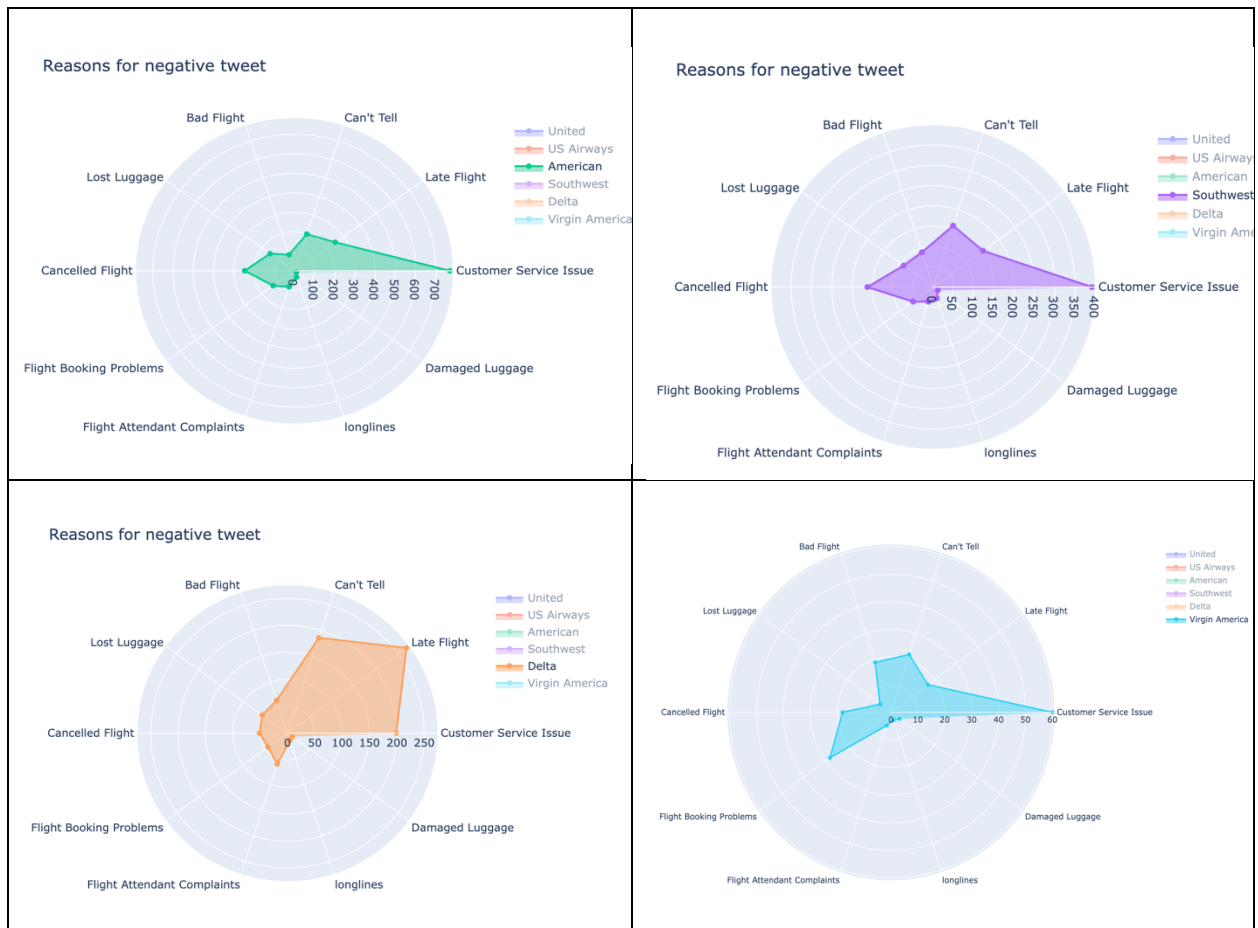 Reasons for negative tweet
Bad Flight
Can't Tell
United
US Airways
American
Southwest
Delta
Virgin America
Lost Luggage
Late Flight
Cancelled Flight
Customer Service Issue
0 100 200 300 400 500 600 700
Flight Booking Problems
Damaged Luggage
Flight Attendant Complaints
longlines
Reasons for negative tweet
Bad Flight
Can't Tell
United
US Airways
American
Southwest
Delta
Virgin Ame
Lost Luggage
Late Flight
Cancelled Flight
Customer Service Issue
0 50 100 150 200 250 300 350 400
Flight Booking Problems
Damaged Luggage
Flight Attendant Complaints
longlines
Reasons for negative tweet
Bad Flight
Can't Tell
United
US Airways
American
Southwest
Delta
Virgin America
Lost Luggage
Late Flight
Cancelled Flight
Customer Service Issue
0 50 100 150 200 250
Flight Booking Problems
Damaged Luggage
Flight Attendant Complaints
longlines
Bad Flight
Can't Tell
United
US Airways
American
Southwest
Delta
Virgin America
Lost Luggage
Late Flight
Cancelled Flight
Customer Service Issue
0 10 20 30 40 50 60
Flight Booking Problems
Damaged Luggage
Flight Attendant Complaints
longlines